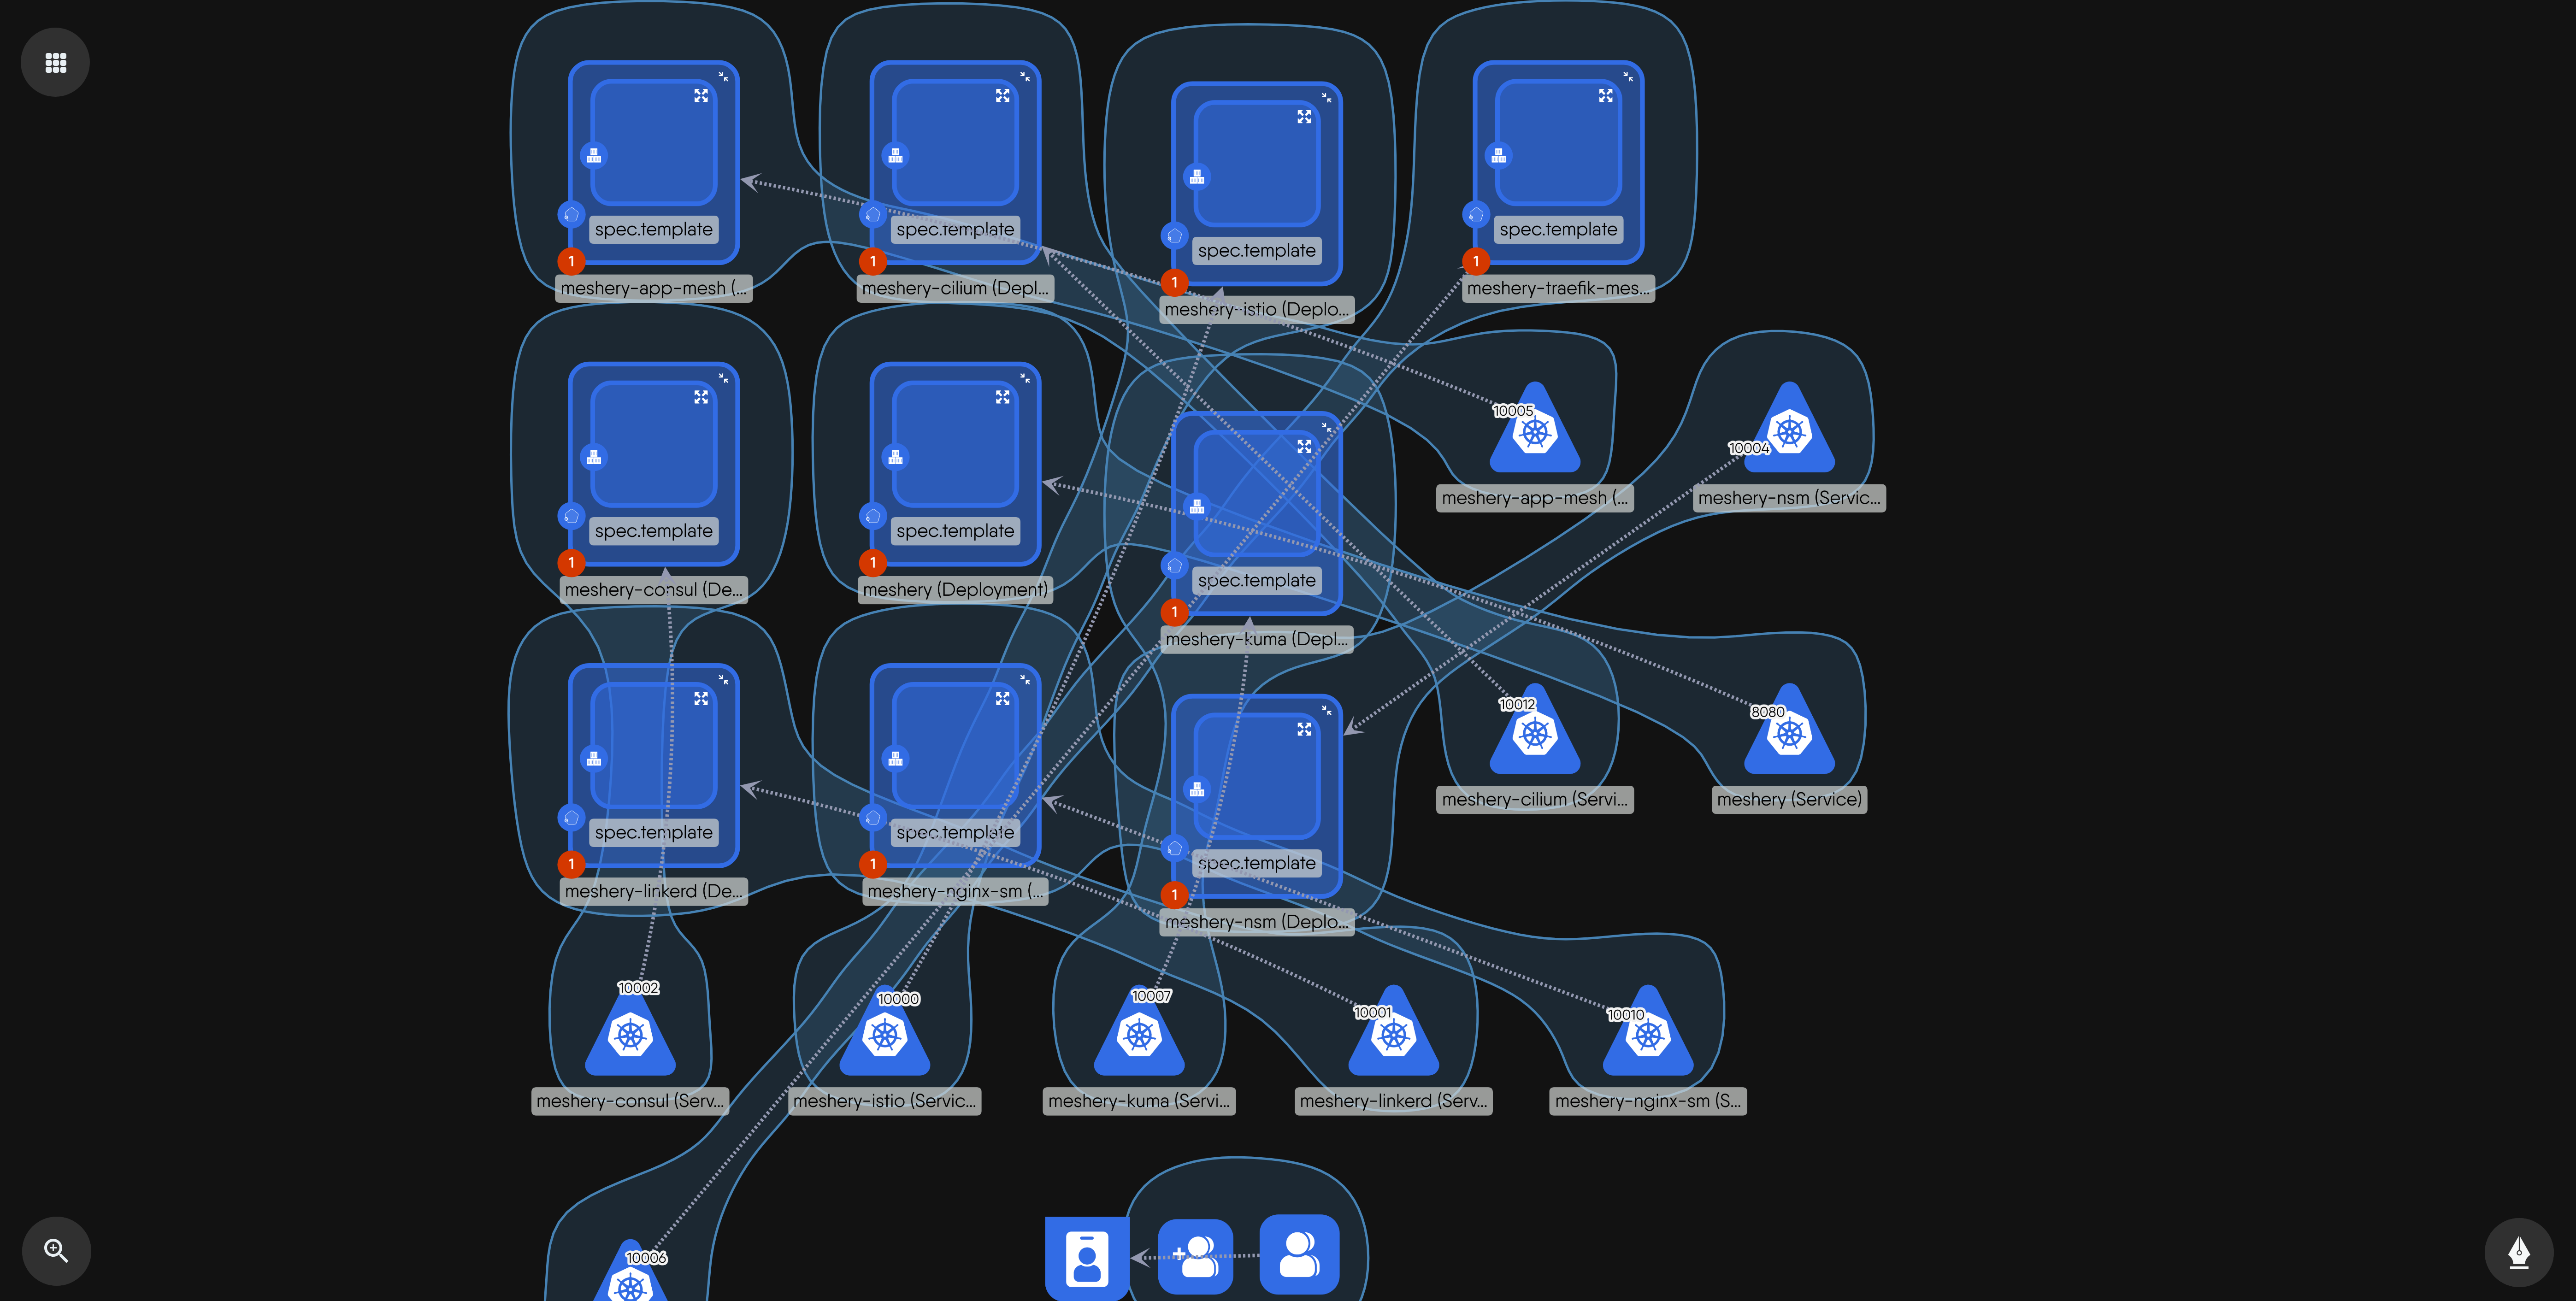 spec.template
1
meshery-app-mesh (...
spec.template
1
meshery-cilium (Depl...
spec.template
1
meshery-istio (Deplo...
spec.template
1
meshery-traefik-mes...
spec.template
1
meshery-consul (De...
spec.template
1
meshery (Deployment)
spec.template
1
meshery-kuma (Depl...
10005
meshery-app-mesh (...
10004
meshery-nsm (Servic...
spec.template
1
meshery-linkerd (De...
spec.template
1
meshery-nginx-sm (...
spec.template
1
meshery-nsm (Deplo...
10012
meshery-cilium (Servi...
8080
meshery (Service)
10002
meshery-consul (Serv...
10000
meshery-istio (Servic...
10007
meshery-kuma (Servi...
10001
meshery-linkerd (Serv...
10010
meshery-nginx-sm (S...
10006